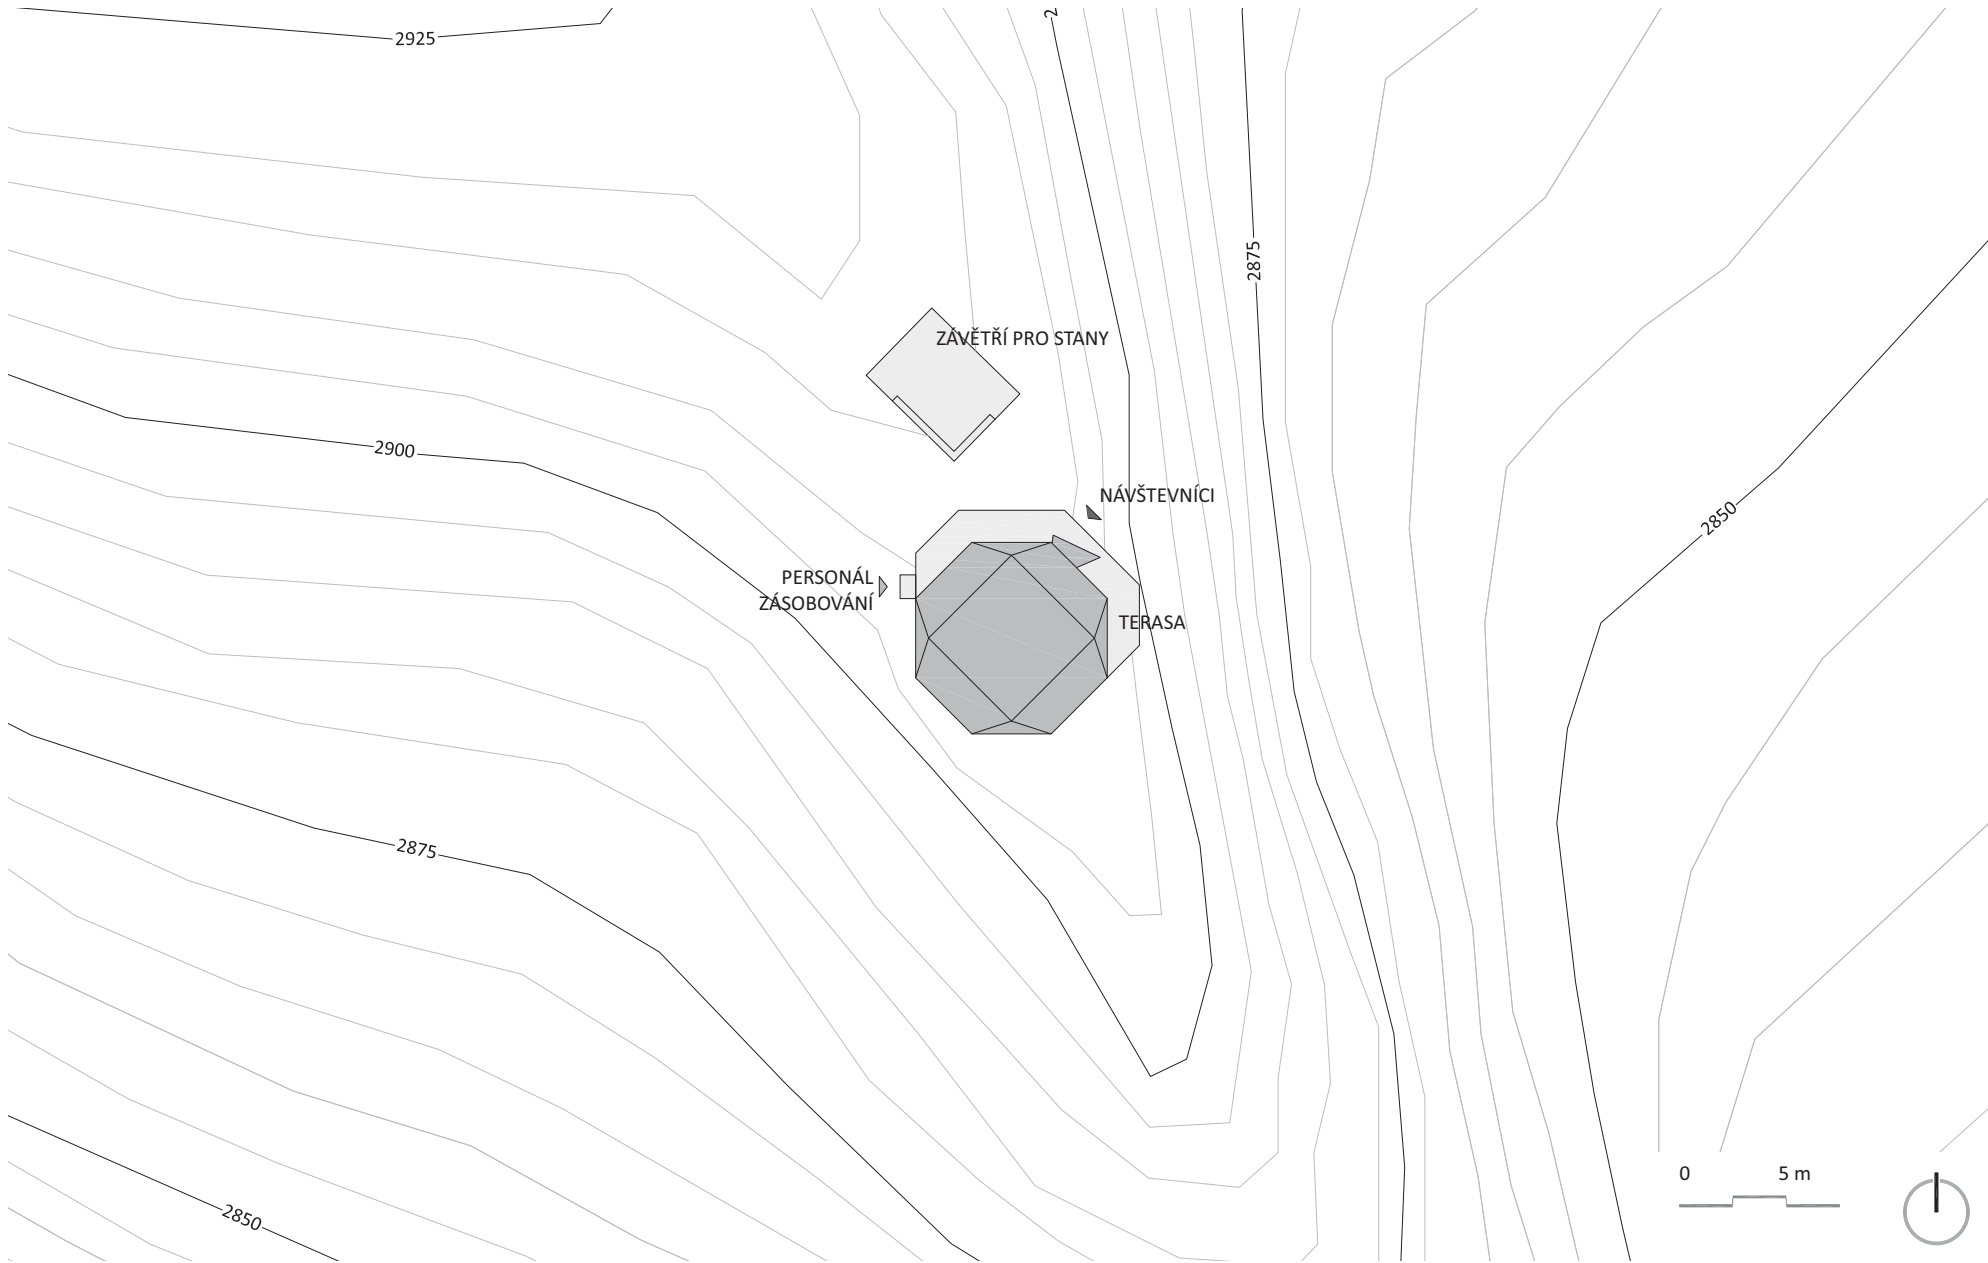 2925
2
2875
ZÁVĚTŘÍ PRO STANY
2900
NÁVŠTEVNÍCI
2850
PERSONÁL
ZÁSOBOVÁNÍ
TERASA
2875
0 5 m
2850